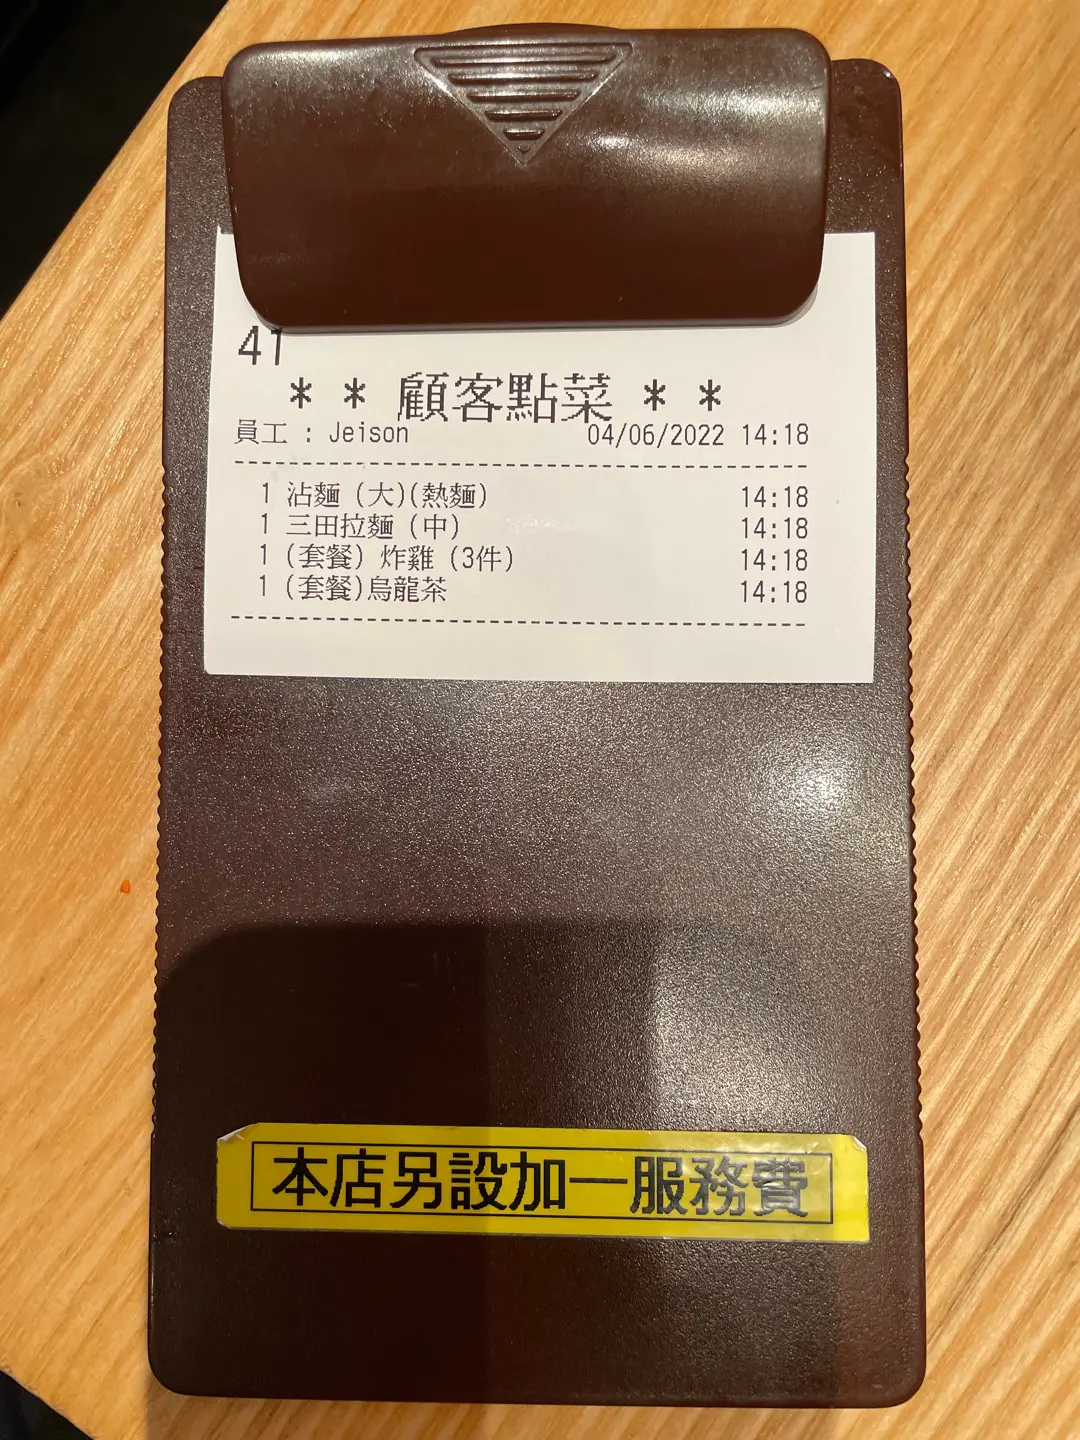 41
** 顧客點菜 **
員工 : Jeison 04/06/2022 14:18
1 沾麵 (大)(熱麵) 14:18
1 三田拉麵 (中) 14:18
1 (套餐) 炸雞 (3件) 14:18
1 (套餐)烏龍茶 14:18
本店另設加一服務費